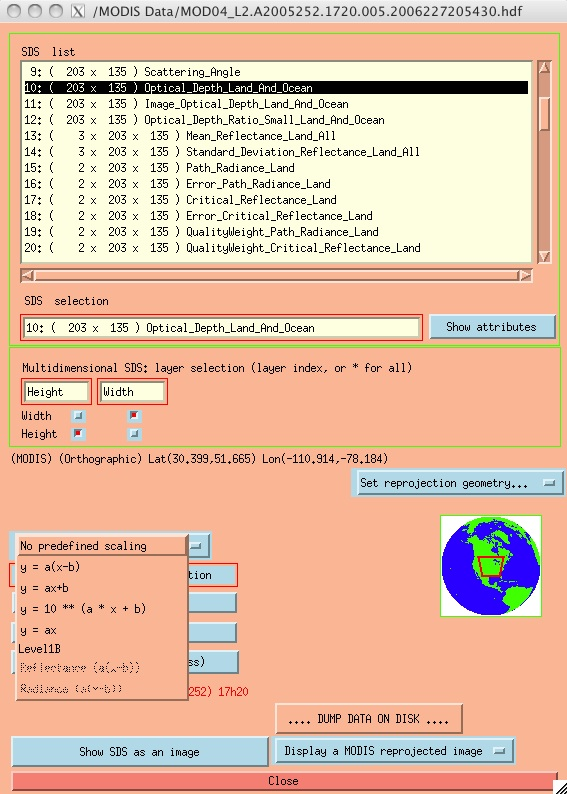 /MODIS Data/MOD04_L2.A2005252.1720.005.2006227205430.hdf
SDS list
9: ( 203 x 135 ) Scattering_Angle
10: ( 203 x 135 ) Optical_Depth_Land_And_Ocean
11: ( 203 x 135 ) Image_Optical_Depth_Land_And_Ocean
12: ( 203 x 135 ) Optical_Depth_Ratio_Small_Land_And_Ocean
13: ( 3 x 203 x 135 ) Mean_Reflectance_Land_All
14: ( 3 x 203 x 135 ) Standard_Deviation_Reflectance_Land_All
15: ( 2 x 203 x 135 ) Path_Radiance_Land
16: ( 2 x 203 x 135 ) Error_Path_Radiance_Land
17: ( 2 x 203 x 135 ) Critical_Reflectance_Land
18: ( 2 x 203 x 135 ) Error_Critical_Reflectance_Land
19: ( 2 x 203 x 135 ) QualityWeight_Path_Radiance_Land
20: ( 2 x 203 x 135 ) QualityWeight_Critical_Reflectance_Land
SDS selection
10: ( 203 x 135 ) Optical_Depth_Land_And_Ocean
Show attributes
Multidimensional SDS: layer selection (layer index, or * for all)
Height Width
Width
Height
(MODIS) (Orthographic) Lat(30.399,51.665) Lon(-110.914,-78.184)
Set reprojection geometry...
No predefined scaling
y = a(x-b)
tion
y = ax+b
y = 10 ** (a * x + b)
y = ax
Level1B
ss)
Reflectance (a(x-b))
Radiance (a(x-b))
252) 17h20
.... DUMP DATA ON DISK ....
Show SDS as an image
Display a MODIS reprojected image
Close